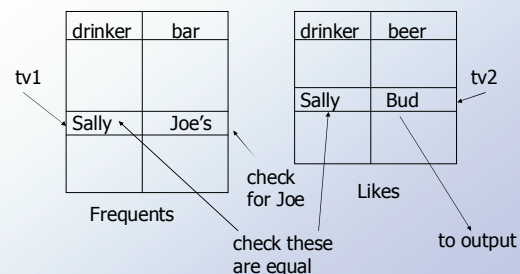 drinker bar
drinker beer
tv1
tv2
Sally Bud
Sally Joe's
check
for Joe
Likes
Frequents
to output
check these
are equal